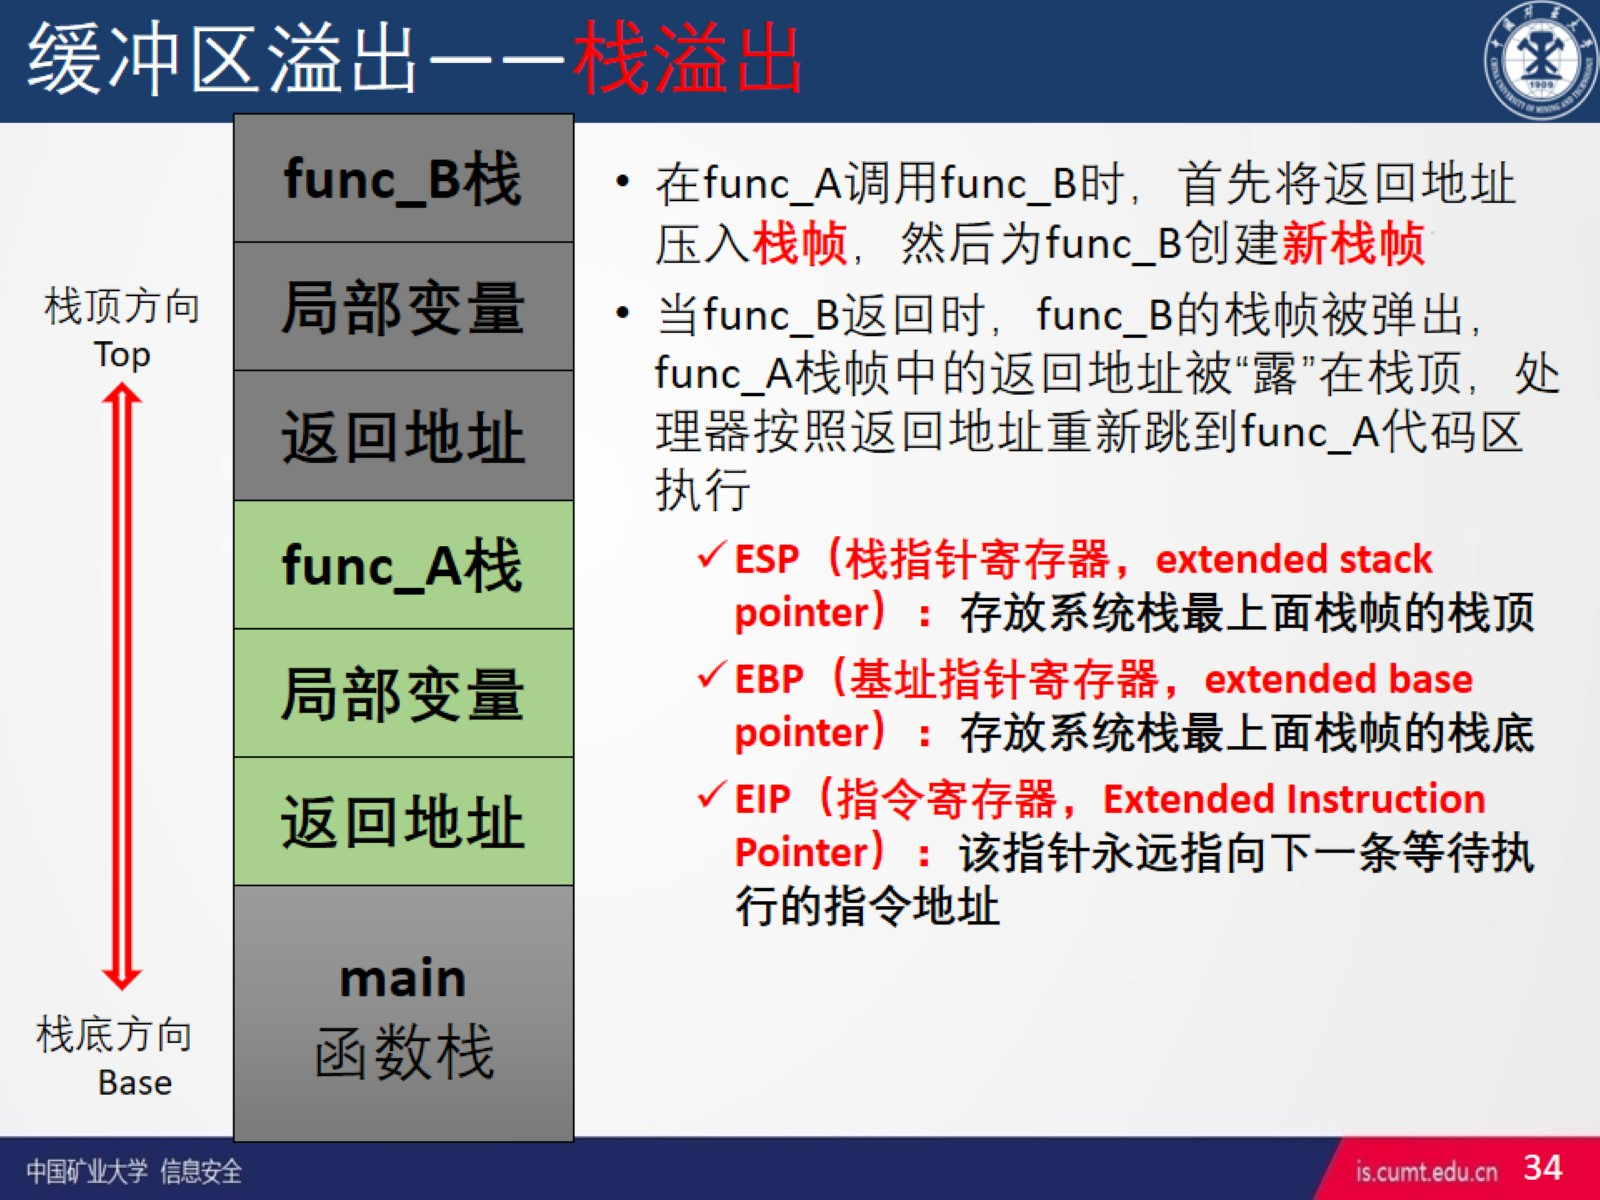 缓冲区溢出——栈溢出
func_B栈
局部变量
返回地址
func_A栈
局部变量
返回地址
main
函数栈
栈顶方向
Top
栈底方向
Base
• 在func_A调用func_B时，首先将返回地址
压入栈帧，然后为func_B创建新栈帧
• 当func_B返回时，func_B的栈帧被弹出，
func_A栈帧中的返回地址被“露”在栈顶，处
理器按照返回地址重新跳到func_A代码区
执行
✓ESP（栈指针寄存器，extended stack
pointer）：存放系统栈最上面栈帧的栈顶
✓EBP（基址指针寄存器，extended base
pointer）：存放系统栈最上面栈帧的栈底
✓EIP（指令寄存器，Extended Instruction
Pointer）：该指针永远指向下一条等待执
行的指令地址
中国矿业大学 信息安全
is.cumt.edu.cn 34
CHINA UNIVERSITY OF MINING AND TECHNOLOGY
1909